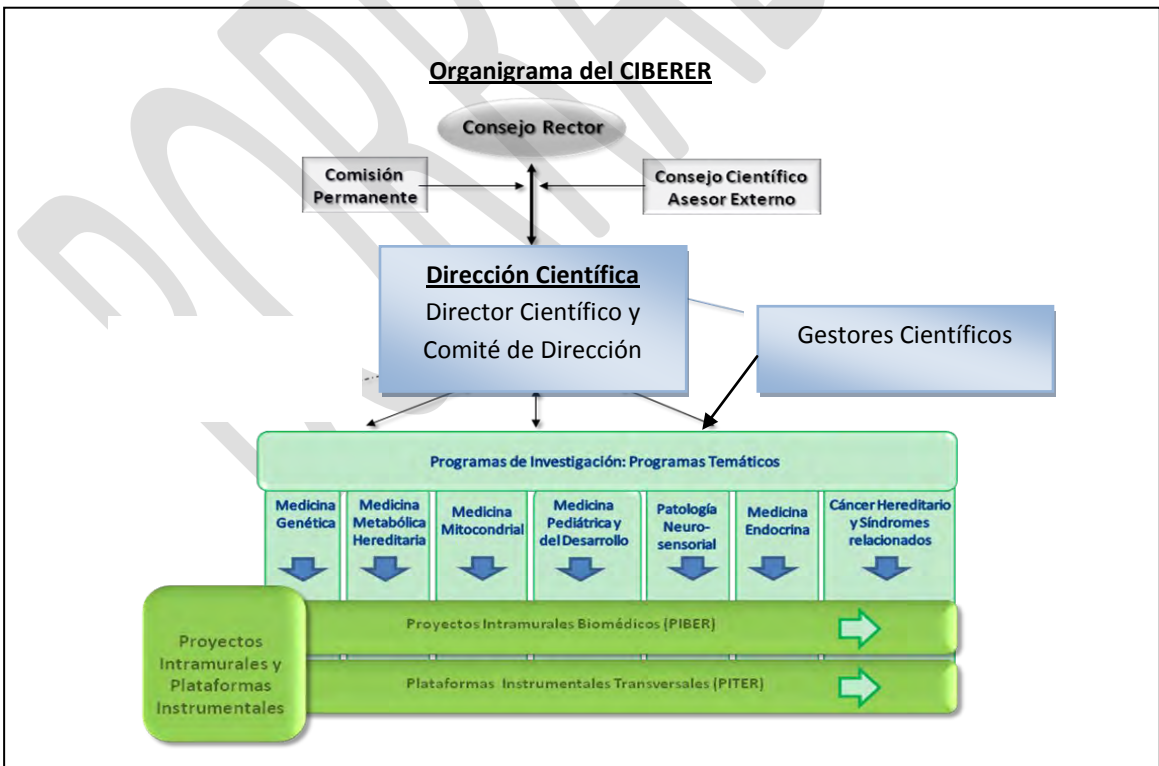 Organigrama del CIBERER
Consejo Rector
Comisión
Permanente
Consejo Científico
Asesor Externo
Dirección Científica
Director Científico y
Comité de Dirección
Gestores Científicos
Programas de Investigación: Programas Temáticos
Medicina
Genética
Medicina
Metabólica
Hereditaria
Medicina
Mitocondrial
Medicina
Pediátrica y
del Desarrollo
Patología
Neuro-
sensorial
Medicina
Endocrina
Cáncer Hereditario
y Síndromes
relacionados
Proyectos
Intramurales y
Plataformas
Instrumentales
Proyectos Intramurales Biomédicos (PIBER)
Plataformas Instrumentales Transversales (PITER)